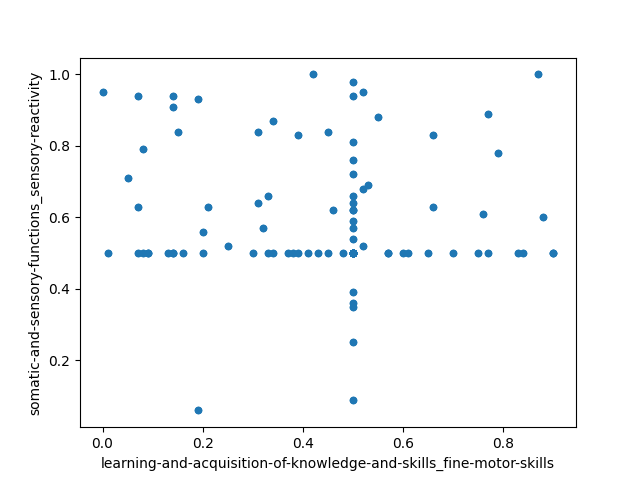 1.0
0.8
0.6
0.4
0.2
somatic-and-sensory-functions_sensory-reactivity
0.0 0.2 0.4 0.6 0.8
learning-and-acquisition-of-knowledge-and-skills_fine-motor-skills